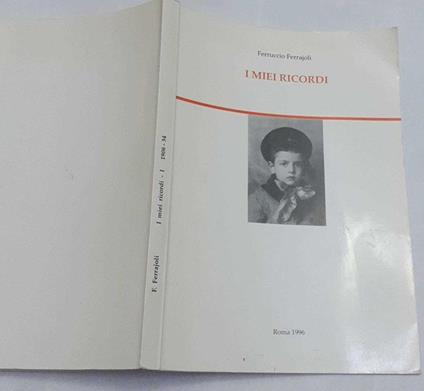 Ferruccio Ferrajoli
I MIEI RICORDI
Roma 1996
F. Ferrajoli I miei ricordi - I 1908 - 34